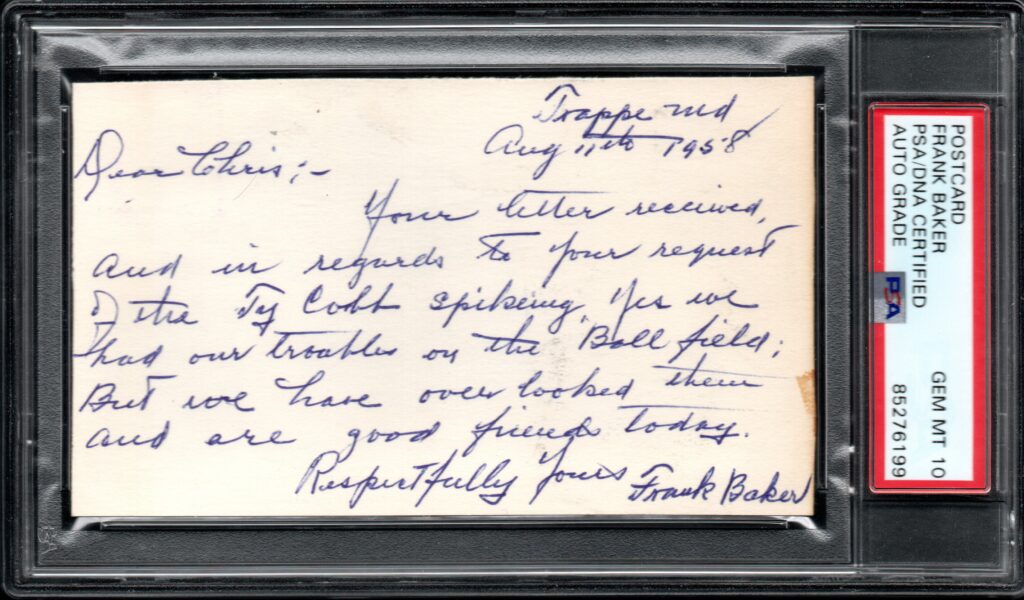 Trappe Md
Aug 11th 1958
Dear Chris;-
Your letter received,
and in regards to your request
of the Ty Cobb spikeing, Yes we
had our troubles on the Ball field;
But we have over looked them
and are good friends today.
Respectfully Yours Frank Baker
POSTCARD
FRANK BAKER
PSA/DNA CERTIFIED
AUTO GRADE GEM MT 10
85276199
PSA